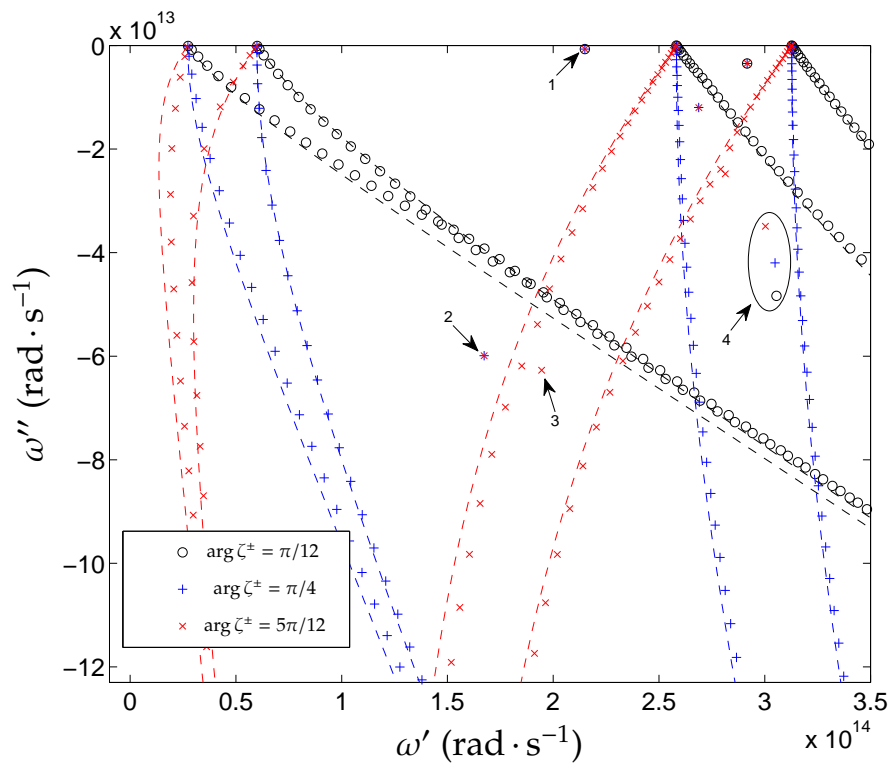 x 10^13
0
−2
−4
−6
−8
−10
−12
ω″ (rad · s⁻¹)
1
2
3
4
arg ζ^± = π/12
arg ζ^± = π/4
arg ζ^± = 5π/12
0 0.5 1 1.5 2 2.5 3 3.5
x 10^14
ω′ (rad · s⁻¹)